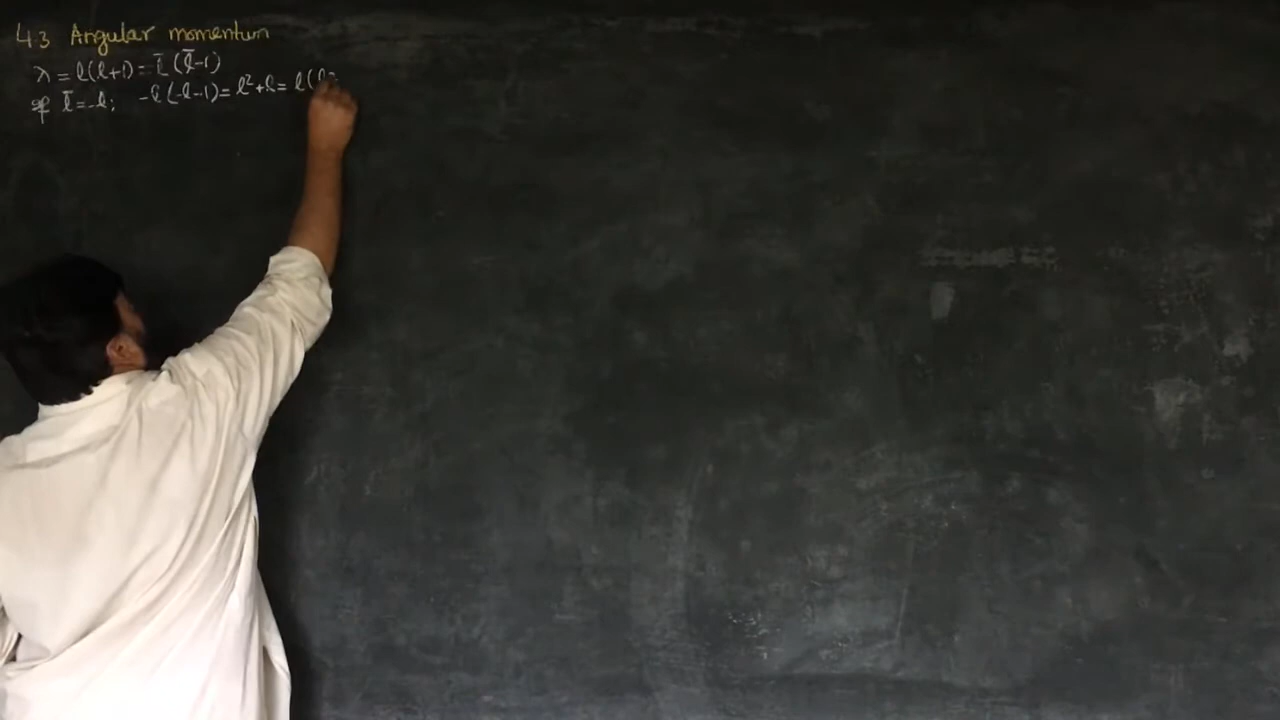 4.3 Angular momentum
λ = l(l+1) = l̄(l̄-1)
if l̄ = -l; -l(-l-1) = l²+l = l(l